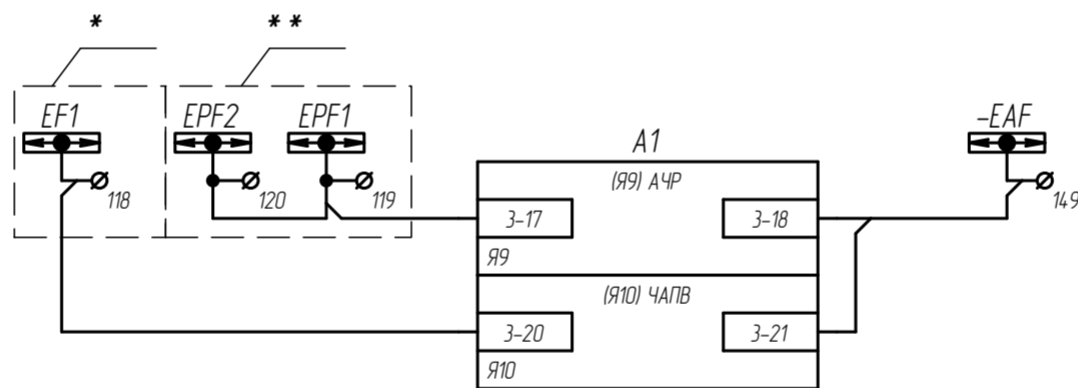 *
* *
EF1
EPF2
EPF1
-EAF
118
120
119
149
A1
(Я9) АЧР
3-17
3-18
Я9
(Я10) ЧАПВ
3-20
3-21
Я10